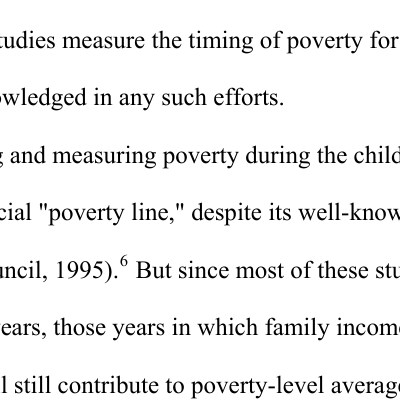 tudies measure the timing of poverty for
owledged in any such efforts.
g and measuring poverty during the child
cial "poverty line," despite its well-know
uncil, 1995).6 But since most of these stu
years, those years in which family incom
l still contribute to poverty-level average